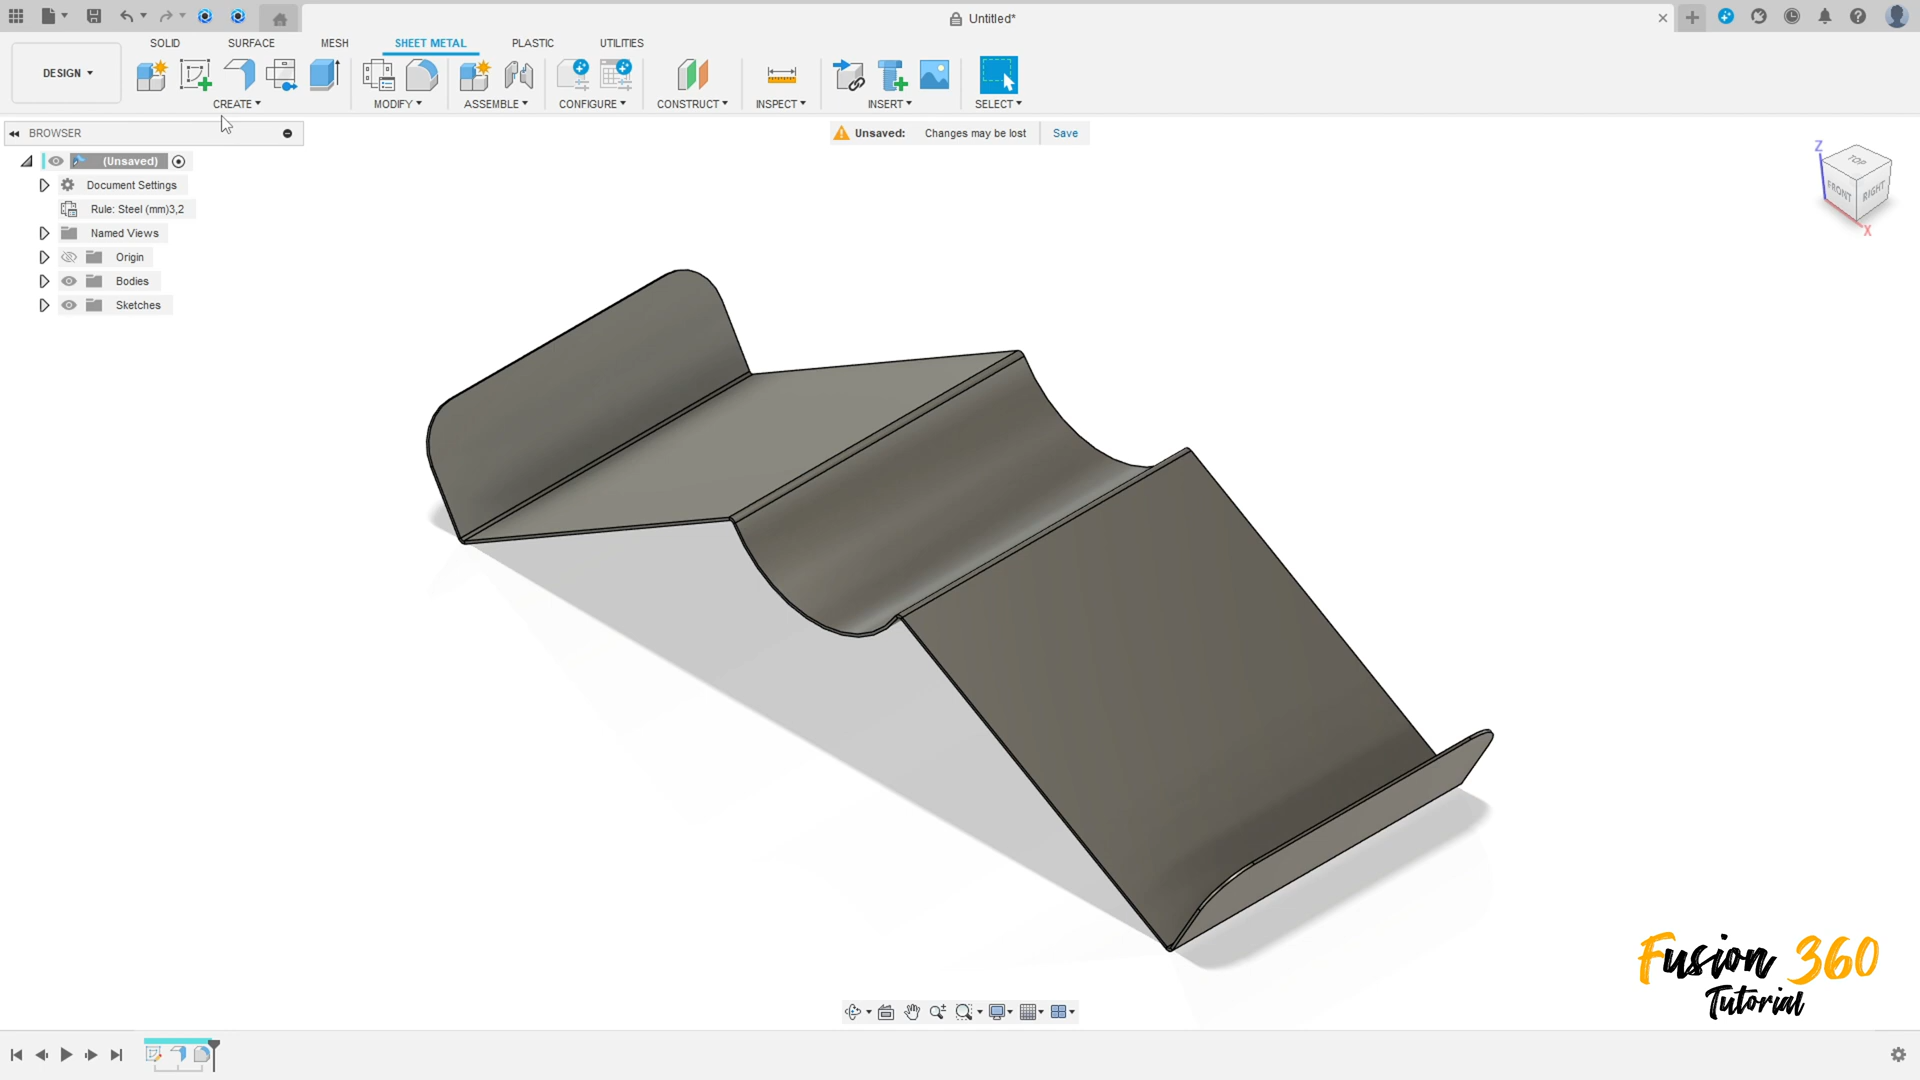 Untitled*
SOLID SURFACE MESH SHEET METAL PLASTIC UTILITIES
DESIGN
CREATE MODIFY ASSEMBLE CONFIGURE CONSTRUCT INSPECT INSERT SELECT
BROWSER
Unsaved: Changes may be lost Save
(Unsaved)
Document Settings
Rule: Steel (mm)3,2
Named Views
Origin
Bodies
Sketches
Z
TOP
FRONT
RIGHT
X
Fusion 360
Tutorial